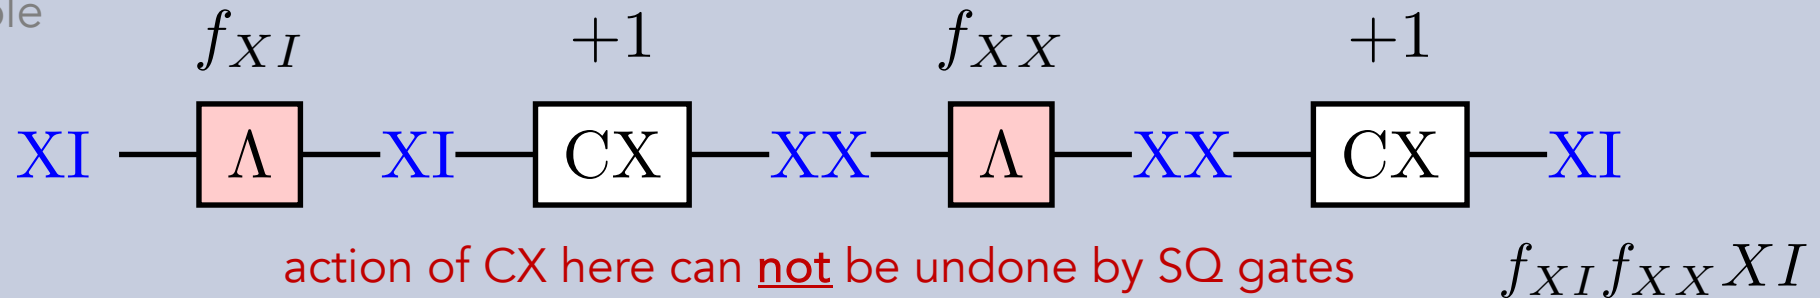 f_{XI} +1 f_{XX} +1
XI Λ XI CX XX Λ XX CX XI
action of CX here can not be undone by SQ gates f_{XI}f_{XX}XI